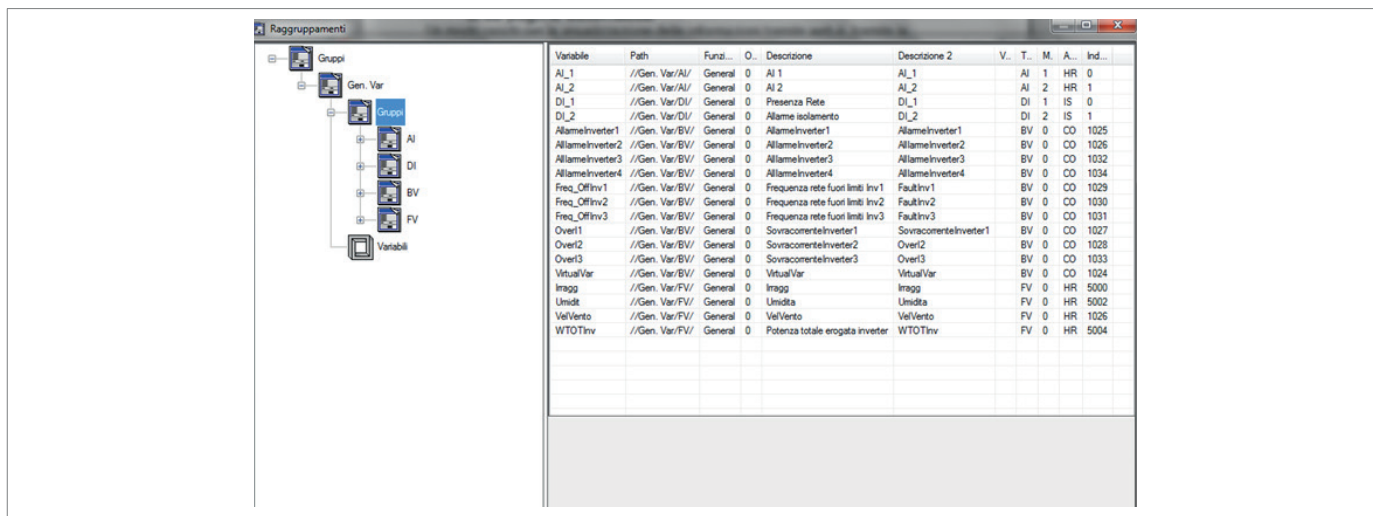 Raggruppamenti
Gruppi
Gen. Var
Gruppi
AI
DI
BV
FV
Variabili
Variabile Path Funzi... O.. Descrizione Descrizione 2 V... T... M. A... Ind...
AI_1 //Gen. Var/AI/ General 0 AI 1 AI_1 AI 1 HR 0
AI_2 //Gen. Var/AI/ General 0 AI 2 AI_2 AI 2 HR 1
DI_1 //Gen. Var/DI/ General 0 Presenza Rete DI_1 DI 1 IS 0
DI_2 //Gen. Var/DI/ General 0 Allarme isolamento DI_2 DI 2 IS 1
AllarmeInverter1 //Gen. Var/BV/ General 0 AllarmeInverter1 AllarmeInverter1 BV 0 CO 1025
AlllarmeInverter2 //Gen. Var/BV/ General 0 AlllarmeInverter2 AlllarmeInverter2 BV 0 CO 1026
AlllarmeInverter3 //Gen. Var/BV/ General 0 AlllarmeInverter3 AlllarmeInverter3 BV 0 CO 1032
AlllarmeInverter4 //Gen. Var/BV/ General 0 AlllarmeInverter4 AlllarmeInverter4 BV 0 CO 1034
Freq_OffInv1 //Gen. Var/BV/ General 0 Frequenza rete fuori limiti Inv1 FaultInv1 BV 0 CO 1029
Freq_OffInv2 //Gen. Var/BV/ General 0 Frequenza rete fuori limiti Inv2 FaultInv2 BV 0 CO 1030
Freq_OffInv3 //Gen. Var/BV/ General 0 Frequenza rete fuori limiti Inv3 FaultInv3 BV 0 CO 1031
OverI1 //Gen. Var/BV/ General 0 SovracorrenteInverter1 SovracorrenteInverter1 BV 0 CO 1027
OverI2 //Gen. Var/BV/ General 0 SovracorrenteInverter2 OverI2 BV 0 CO 1028
OverI3 //Gen. Var/BV/ General 0 SovracorrenteInverter3 OverI3 BV 0 CO 1033
VirtualVar //Gen. Var/BV/ General 0 VirtualVar VirtualVar BV 0 CO 1024
Irragg //Gen. Var/FV/ General 0 Irragg Irragg FV 0 HR 5000
Umidit //Gen. Var/FV/ General 0 Umidita Umidita FV 0 HR 5002
VelVento //Gen. Var/FV/ General 0 VelVento VelVento FV 0 HR 1026
WTOTInv //Gen. Var/FV/ General 0 Potenza totale erogata inverter WTOTInv FV 0 HR 5004